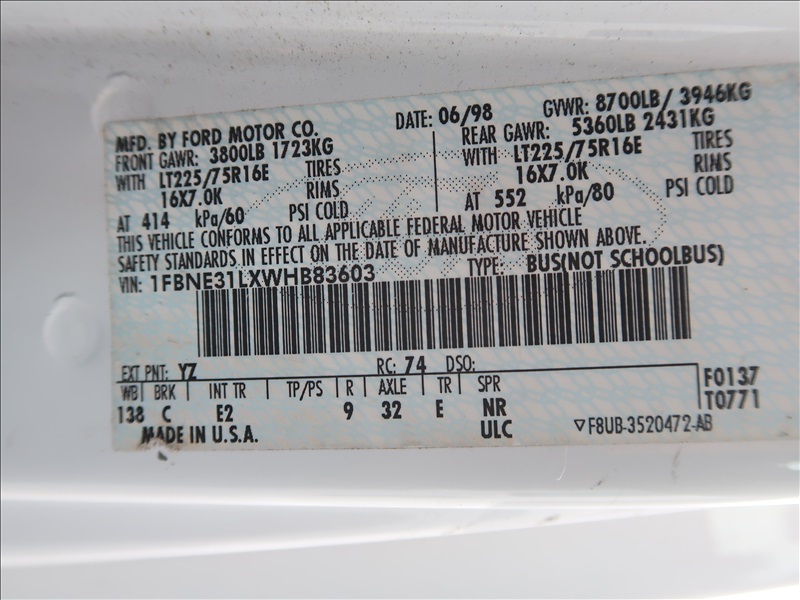 MFD. BY FORD MOTOR CO. DATE: 06/98 GVWR: 8700LB/ 3946KG
FRONT GAWR: 3800LB 1723KG REAR GAWR: 5360LB 2431KG
WITH LT225/75R16E TIRES WITH LT225/75R16E TIRES
16X7.0K RIMS 16X7.0K RIMS
AT 414 kPa/60 PSI COLD AT 552 kPa/80 PSI COLD
THIS VEHICLE CONFORMS TO ALL APPLICABLE FEDERAL MOTOR VEHICLE
SAFETY STANDARDS IN EFFECT ON THE DATE OF MANUFACTURE SHOWN ABOVE.
VIN: 1FBNE31LXWHB83603 TYPE: BUS(NOT SCHOOLBUS)
EXT PNT: YZ RC: 74 DSO:
WB BRK INT TR TP/PS R AXLE TR SPR F0137
138 C E2 9 32 E NR T0771
MADE IN U.S.A. ULC ▽F8UB-3520472-AB